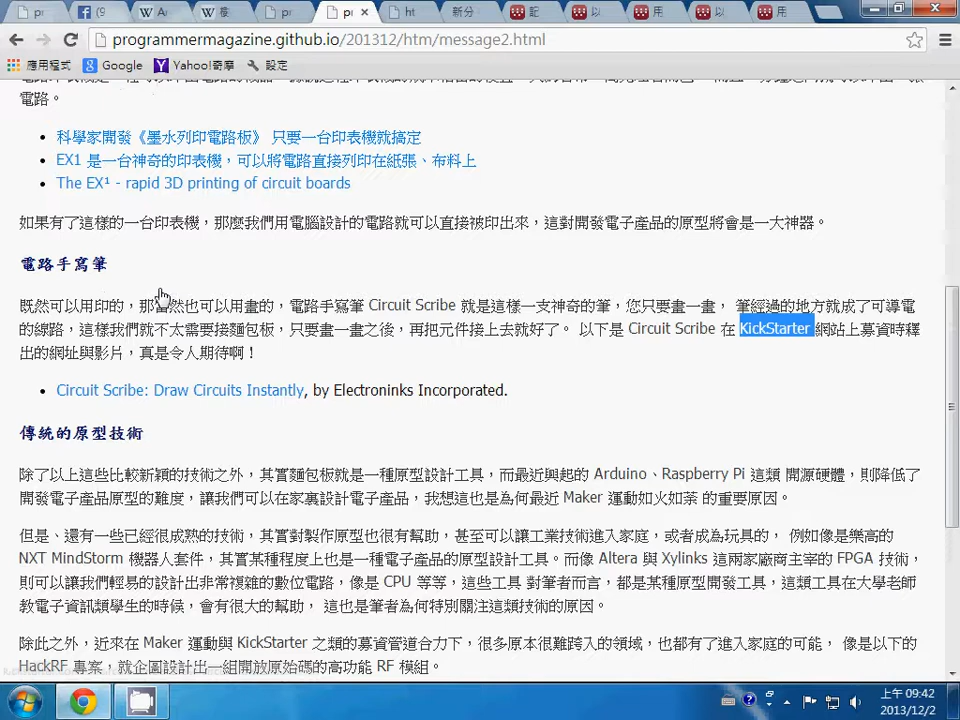 pr
(9
Ar
樓
pr
pr
ht
新分
記
以
用
以
用
programmermagazine.github.io/201312/htm/message2.html
應用程式 Google Yahoo!奇摩 設定
電路。
科學家開發《墨水列印電路板》 只要一台印表機就搞定
EX1 是一台神奇的印表機，可以將電路直接列印在紙張、布料上
The EX¹ - rapid 3D printing of circuit boards
如果有了這樣的一台印表機，那麼我們用電腦設計的電路就可以直接被印出來，這對開發電子產品的原型將會是一大神器。
電路手寫筆
既然可以用印的，那當然也可以用畫的，電路手寫筆 Circuit Scribe 就是這樣一支神奇的筆，您只要畫一畫， 筆經過的地方就成了可導電
的線路，這樣我們就不太需要接麵包板，只要畫一畫之後，再把元件接上去就好了。 以下是 Circuit Scribe 在 KickStarter 網站上募資時釋
出的網址與影片，真是令人期待啊！
Circuit Scribe: Draw Circuits Instantly, by Electroninks Incorporated.
傳統的原型技術
除了以上這些比較新穎的技術之外，其實麵包板就是一種原型設計工具，而最近興起的 Arduino、Raspberry Pi 這類 開源硬體，則降低了
開發電子產品原型的難度，讓我們可以在家裏設計電子產品，我想這也是為何最近 Maker 運動如火如荼 的重要原因。
但是、還有一些已經很成熟的技術，其實對製作原型也很有幫助，甚至可以讓工業技術進入家庭，或者成為玩具的， 例如像是樂高的
NXT MindStorm 機器人套件，其實某種程度上也是一種電子產品的原型設計工具。而像 Altera 與 Xylinks 這兩家廠商主宰的 FPGA 技術，
則可以讓我們輕易的設計出非常複雜的數位電路，像是 CPU 等等，這些工具 對筆者而言，都是某種原型開發工具，這類工具在大學老師
教電子資訊類學生的時候，會有很大的幫助， 這也是筆者為何特別關注這類技術的原因。
除此之外，近來在 Maker 運動與 KickStarter 之類的募資管道合力下，很多原本很難跨入的領域，也都有了進入家庭的可能， 像是以下的
HackRF 專案，就企圖設計出一組開放原始碼的高功能 RF 模組。
上午 09:42
2013/12/2